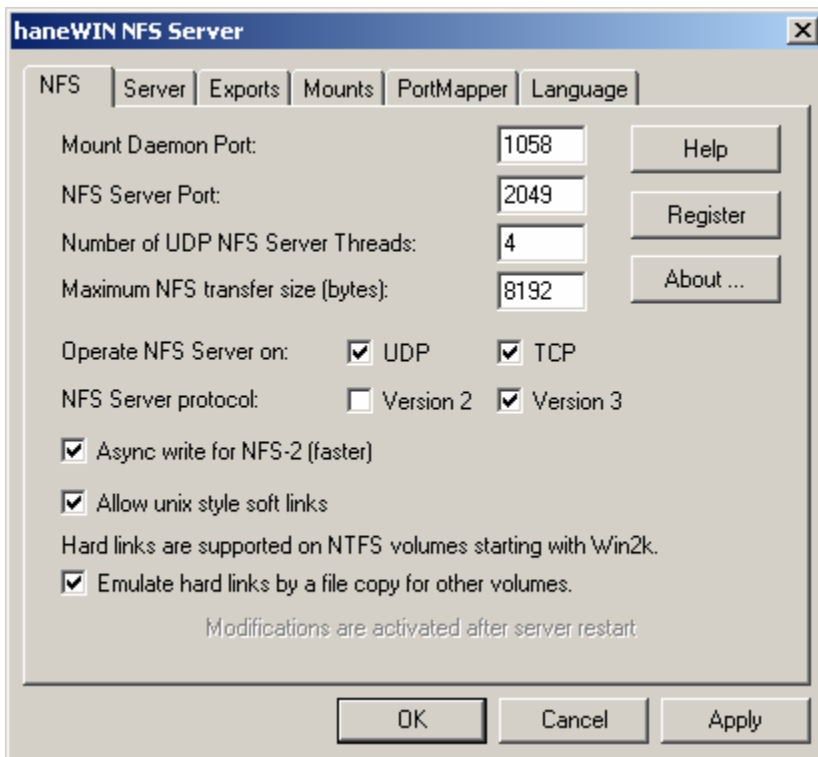 haneWIN NFS Server
NFS Server Exports Mounts PortMapper Language
Mount Daemon Port: 1058 Help
NFS Server Port: 2049 Register
Number of UDP NFS Server Threads: 4
Maximum NFS transfer size (bytes): 8192 About ...
Operate NFS Server on: UDP TCP
NFS Server protocol: Version 2 Version 3
Async write for NFS-2 (faster)
Allow unix style soft links
Hard links are supported on NTFS volumes starting with Win2k.
Emulate hard links by a file copy for other volumes.
Modifications are activated after server restart
OK Cancel Apply